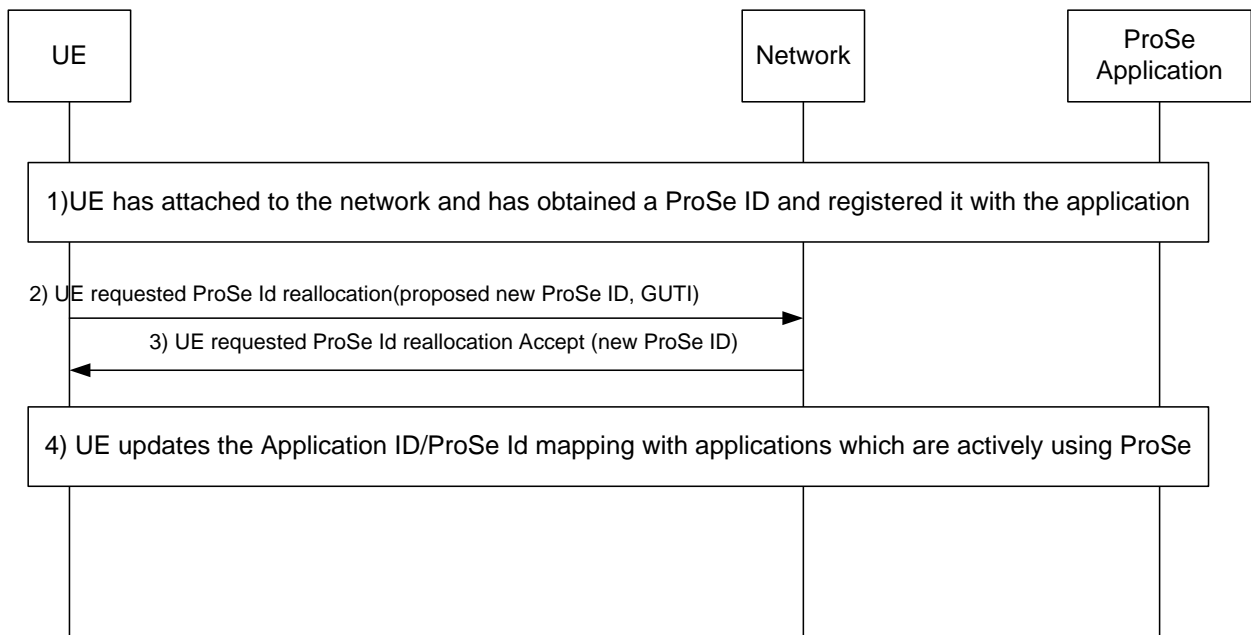 UE
Network
ProSe
Application
1)UE has attached to the network and has obtained a ProSe ID and registered it with the application
2) UE requested ProSe Id reallocation(proposed new ProSe ID, GUTI)
3) UE requested ProSe Id reallocation Accept (new ProSe ID)
4) UE updates the Application ID/ProSe Id mapping with applications which are actively using ProSe